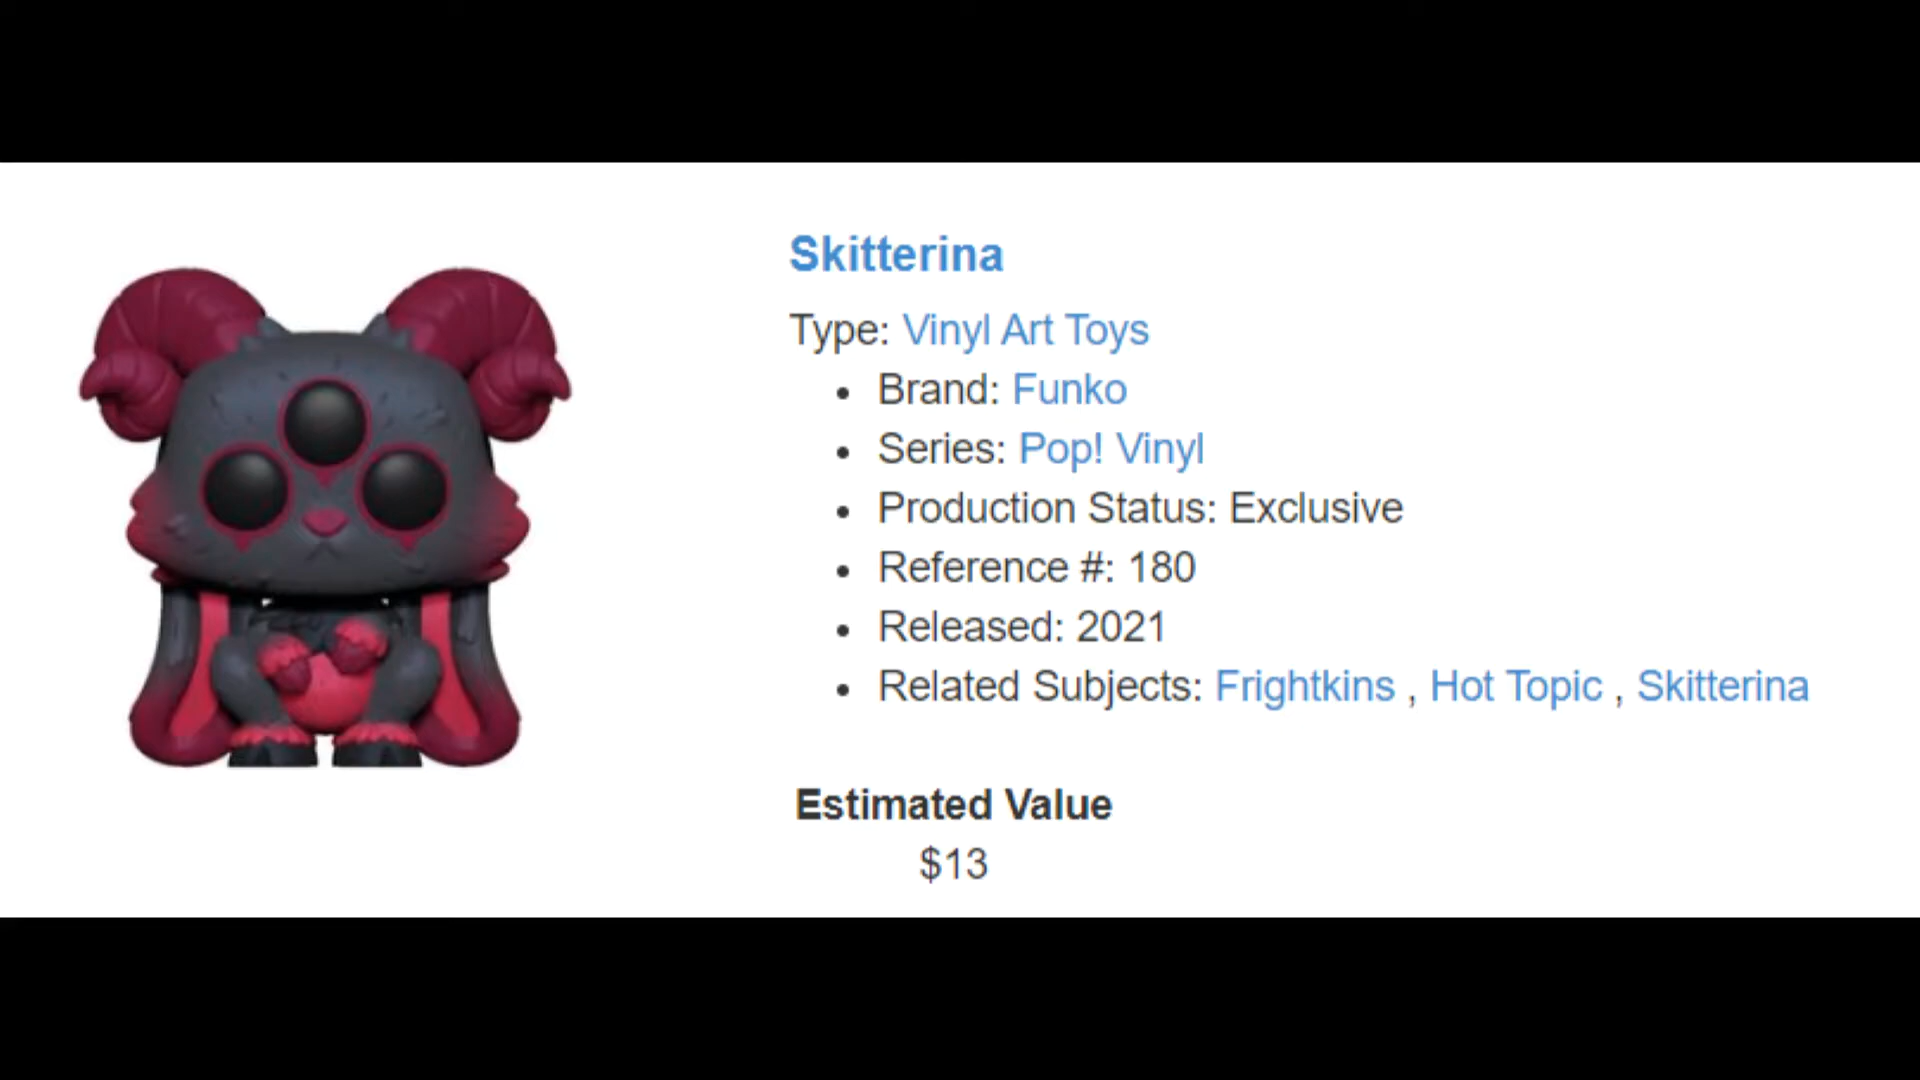 Skitterina
Type: Vinyl Art Toys
• Brand: Funko
• Series: Pop! Vinyl
• Production Status: Exclusive
• Reference #: 180
• Released: 2021
• Related Subjects: Frightkins , Hot Topic , Skitterina
Estimated Value
$13